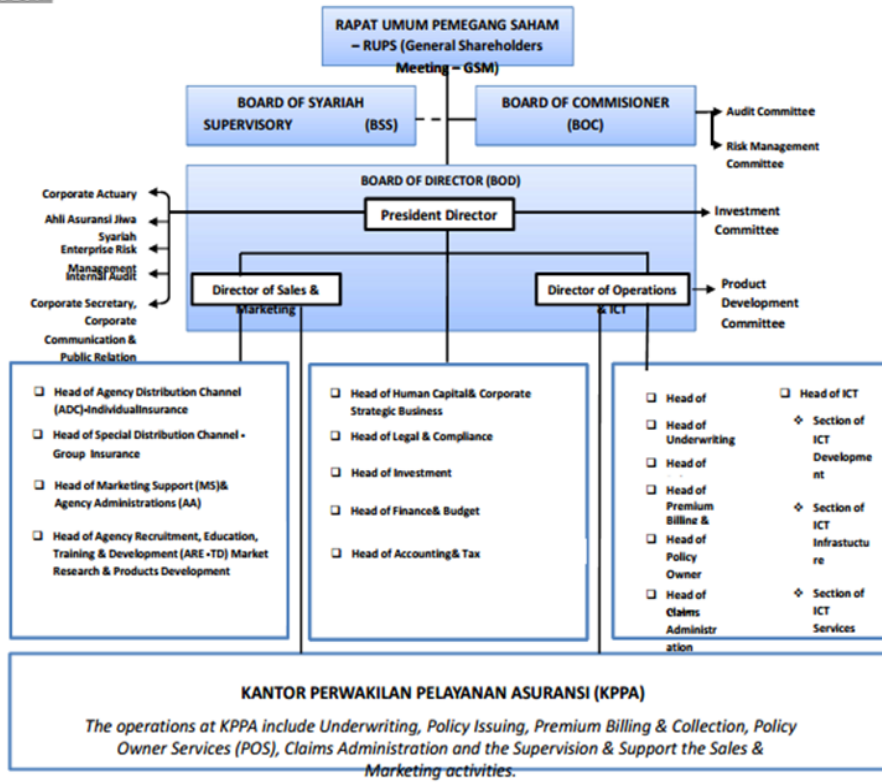 RAPAT UMUM PEMEGANG SAHAM
– RUPS (General Shareholders
Meeting – GSM)
BOARD OF SYARIAH
SUPERVISORY (BSS)
BOARD OF COMMISIONER
(BOC)
Audit Committee
Risk Management
Committee
BOARD OF DIRECTOR (BOD)
President Director
Corporate Actuary
Ahli Asuransi Jiwa
Syariah
Enterprise Risk
Management
Internal Audit
Corporate Secretary,
Corporate
Communication &
Public Relation
Investment
Committee
Director of Sales &
Marketing
Director of Operations
& ICT
Product
Development
Committee
Head of Agency Distribution Channel
(ADC)-IndividualInsurance
Head of Special Distribution Channel -
Group Insurance
Head of Marketing Support (MS)&
Agency Administrations (AA)
Head of Agency Recruitment, Education,
Training & Development (ARE -TD) Market
Research & Products Development
Head of Human Capital& Corporate
Strategic Business
Head of Legal & Compliance
Head of Investment
Head of Finance& Budget
Head of Accounting& Tax
Head of
Head of
Underwriting
Head of
Head of
Premium
Billing &
Head of
Policy
Owner
Head of
Claims
Administr
ation
Head of ICT
Section of
ICT
Developme
nt
Section of
ICT
Infrastuctu
re
Section of
ICT
Services
KANTOR PERWAKILAN PELAYANAN ASURANSI (KPPA)
The operations at KPPA include Underwriting, Policy Issuing, Premium Billing & Collection, Policy
Owner Services (POS), Claims Administration and the Supervision & Support the Sales &
Marketing activities.